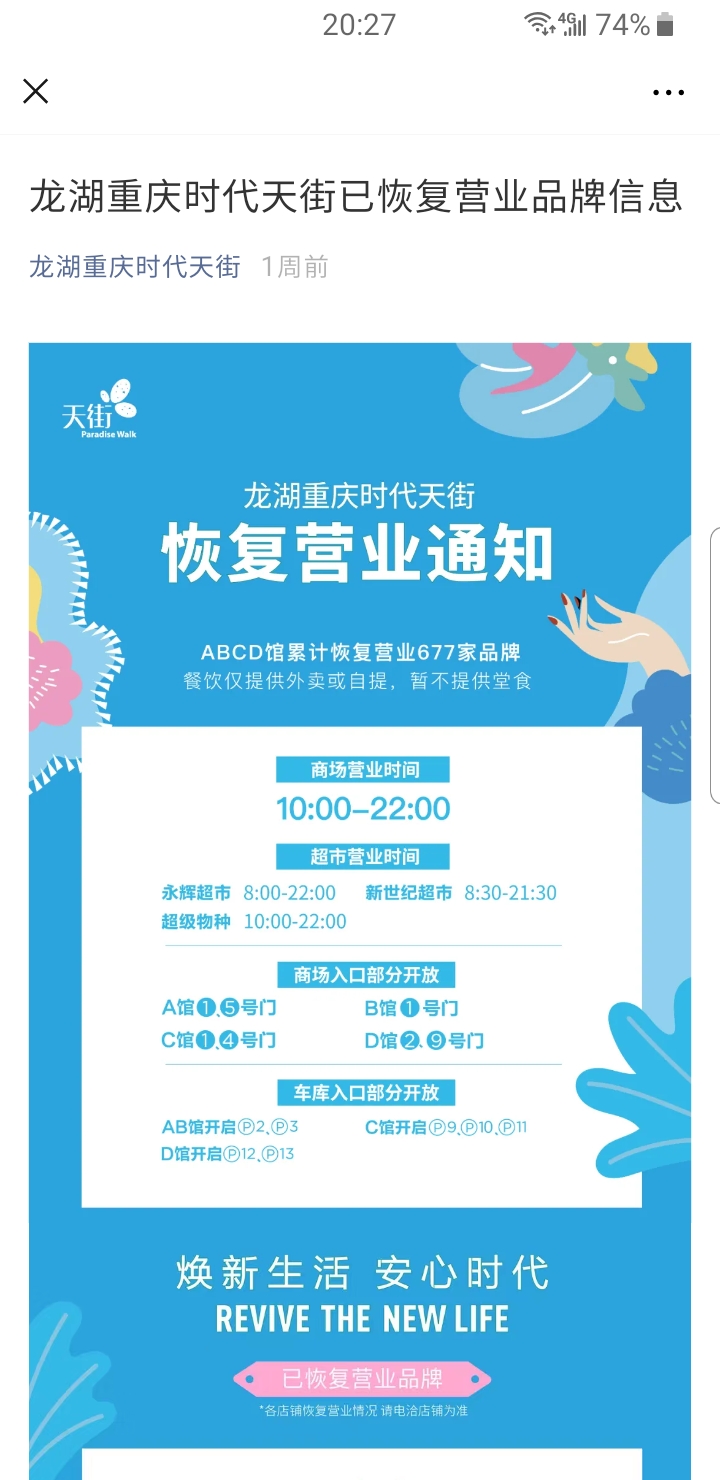 20:27
4G 74%
龙湖重庆时代天街已恢复营业品牌信息
龙湖重庆时代天街 1周前
天街
Paradise Walk
龙湖重庆时代天街
恢复营业通知
ABCD馆累计恢复营业677家品牌
餐饮仅提供外卖或自提，暂不提供堂食
商场营业时间
10:00–22:00
超市营业时间
永辉超市 8:00-22:00 新世纪超市 8:30-21:30
超级物种 10:00-22:00
商场入口部分开放
A馆❶、❺号门 B馆❶号门
C馆❶、❹号门 D馆❷、❾号门
车库入口部分开放
AB馆开启Ⓟ2、Ⓟ3 C馆开启Ⓟ9、Ⓟ10、Ⓟ11
D馆开启Ⓟ12、Ⓟ13
焕新生活 安心时代
REVIVE THE NEW LIFE
已恢复营业品牌
*各店铺恢复营业情况 请电洽店铺为准